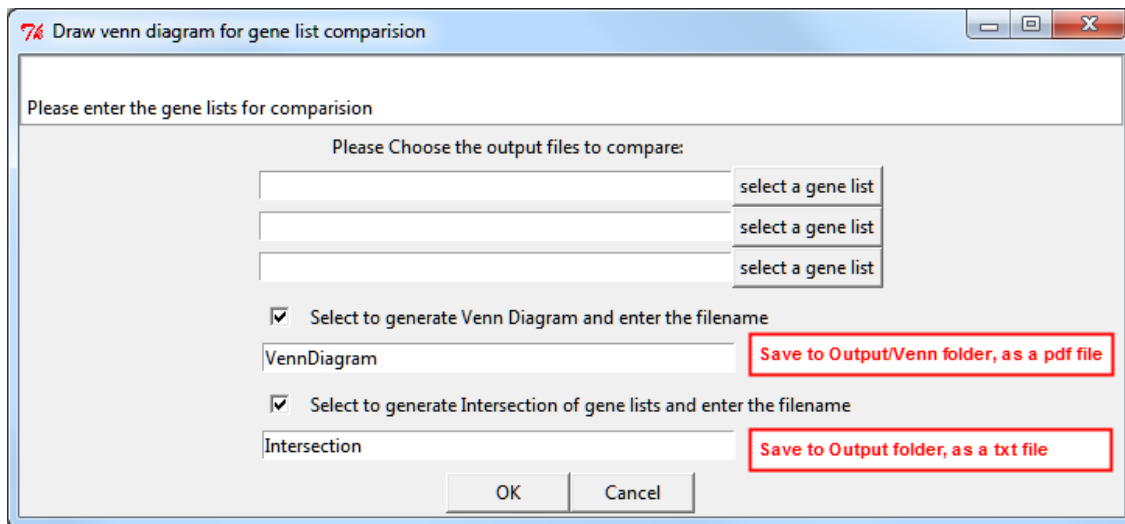 Draw venn diagram for gene list comparision
Please enter the gene lists for comparision
Please Choose the output files to compare:
select a gene list
select a gene list
select a gene list
Select to generate Venn Diagram and enter the filename
VennDiagram
Save to Output/Venn folder, as a pdf file
Select to generate Intersection of gene lists and enter the filename
Intersection
Save to Output folder, as a txt file
OK Cancel